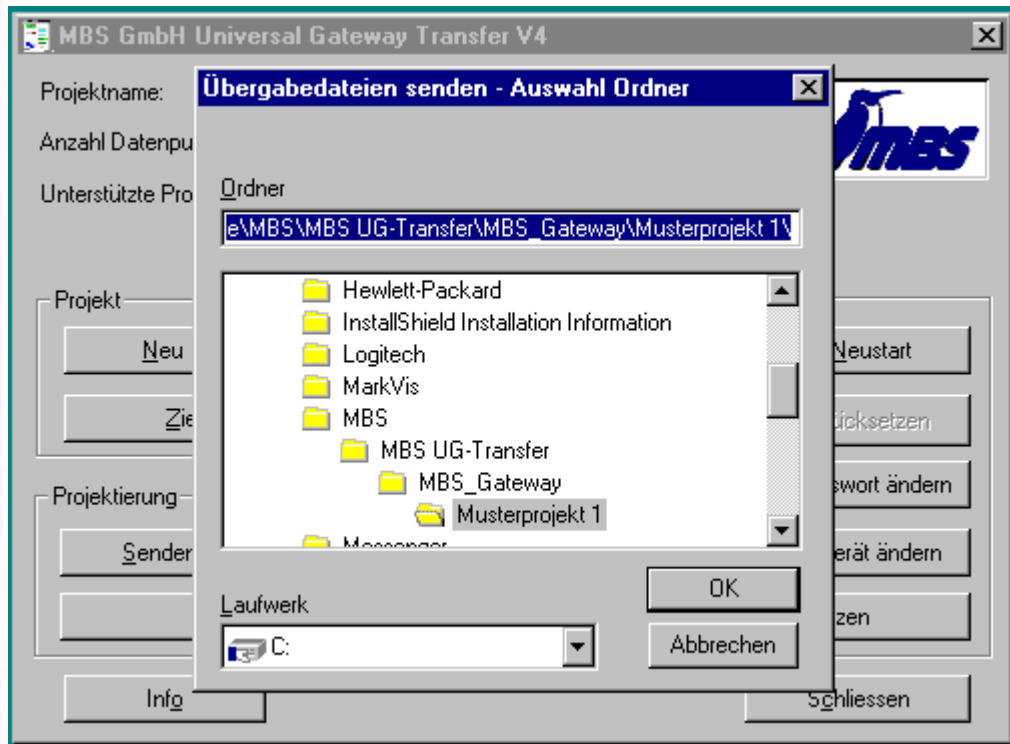 MBS GmbH Universal Gateway Transfer V4
Projektname:
Übergabedateien senden - Auswahl Ordner
mbs
Anzahl Datenpu
Unterstützte Pro
Ordner
e\MBS\MBS UG-Transfer\MBS_Gateway\Musterprojekt 1\
Hewlett-Packard
InstallShield Installation Information
Logitech
MarkVis
MBS
MBS UG-Transfer
MBS_Gateway
Musterprojekt 1
Messenger
Projekt
Neu
Neustart
Zie
cksetzen
Projektierung
swort ändern
Sender
erät ändern
zen
Laufwerk
C:
OK
Abbrechen
Info
Schliessen